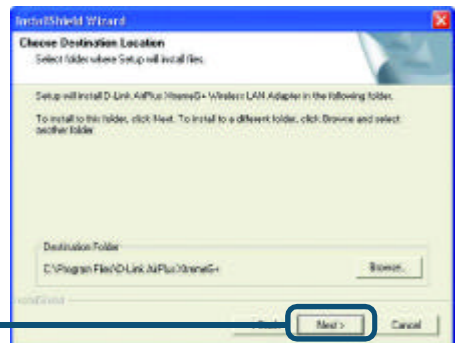 InstallShield Wizard
Choose Destination Location
Select folder where Setup will install files.
Setup will install D-Link AirPlus XtremeG+ Wireless LAN Adapter in the following folder.
To install to this folder, click Next. To install to a different folder, click Browse and select
another folder.
Destination Folder
C:\Program Files\D-Link AirPlus XtremeG+
Browse...
InstallShield
Next >
Cancel